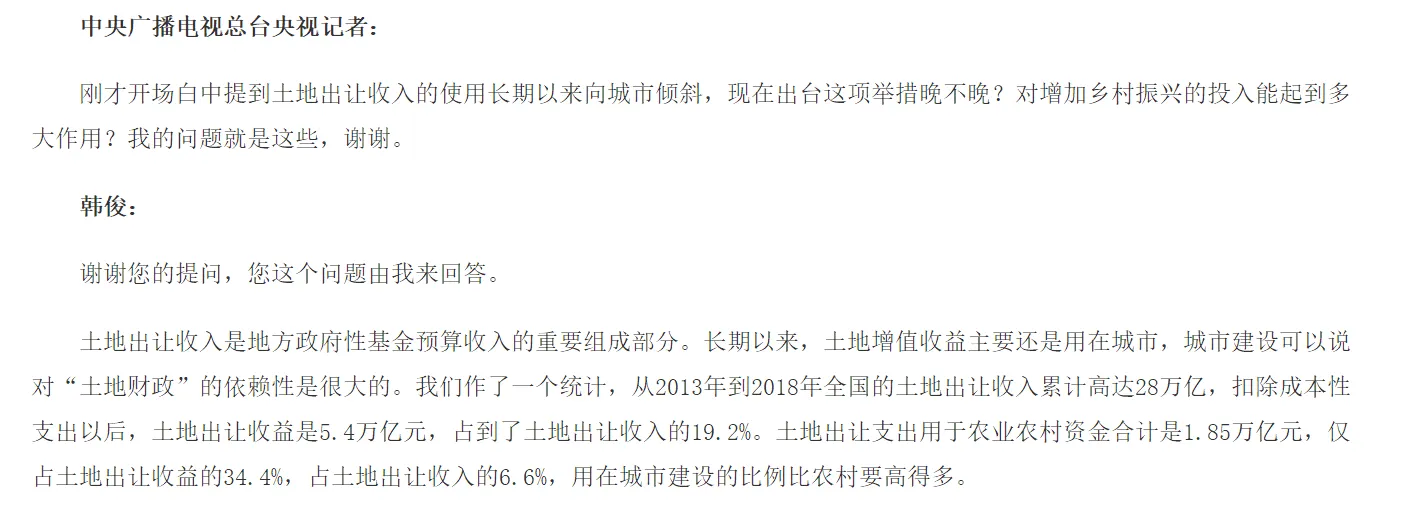 中央广播电视总台央视记者：
刚才开场白中提到土地出让收入的使用长期以来向城市倾斜，现在出台这项举措晚不晚？对增加乡村振兴的投入能起到多
大作用？我的问题就是这些，谢谢。
韩俊：
谢谢您的提问，您这个问题由我来回答。
土地出让收入是地方政府性基金预算收入的重要组成部分。长期以来，土地增值收益主要还是用在城市，城市建设可以说
对“土地财政”的依赖性是很大的。我们作了一个统计，从2013年到2018年全国的土地出让收入累计高达28万亿，扣除成本性
支出以后，土地出让收益是5.4万亿元，占到了土地出让收入的19.2%。土地出让支出用于农业农村资金合计是1.85万亿元，仅
占土地出让收益的34.4%，占土地出让收入的6.6%，用在城市建设的比例比农村要高得多。